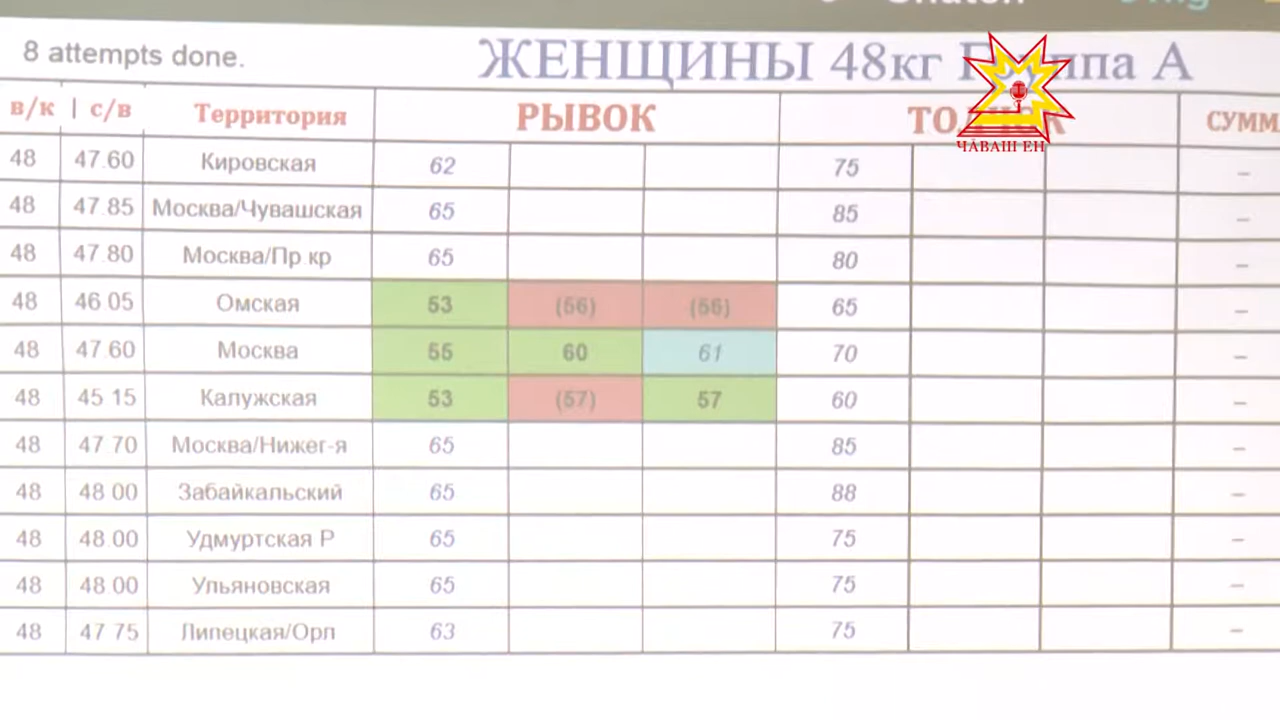 8 attempts done.
ЖЕНЩИНЫ 48кг Группа А
в/к | с/в Территория РЫВОК СУММ
ЧӐВАШ ЕН
48 47.60 Кировская 62 75 –
48 47.85 Москва/Чувашская 65 85 –
48 47.80 Москва/Пр.кр 65 80 –
48 46.05 Омская 53 (56) (56) 65 –
48 47.60 Москва 55 60 61 70 –
48 45 15 Калужская 53 (57) 57 60 –
48 47 70 Москва/Нижег-я 65 85 –
48 48 00 Забайкальский 65 88 –
48 48.00 Удмуртская Р 65 75 –
48 48 00 Ульяновская 65 75 –
48 47 75 Липецкая/Орл 63 75 –